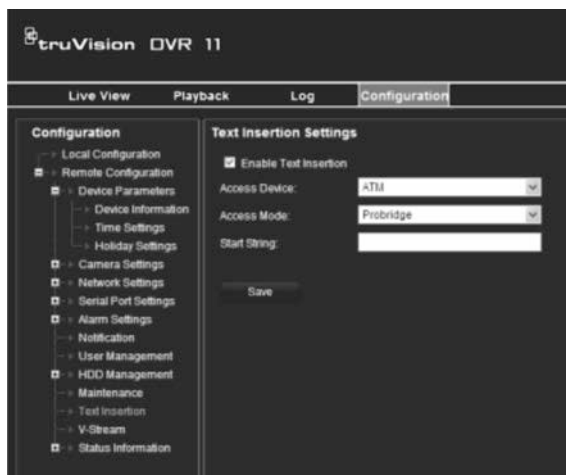 truVision DVR 11
Live View Playback Log Configuration
Configuration
Local Configuration
Remote Configuration
Device Parameters
Device Information
Time Settings
Holiday Settings
Camera Settings
Network Settings
Serial Port Settings
Alarm Settings
Notification
User Management
HDD Management
Maintenance
Text Insertion
V-Stream
Status Information
Text Insertion Settings
Enable Text Insertion
Access Device: ATM
Access Mode: Probridge
Start String:
Save